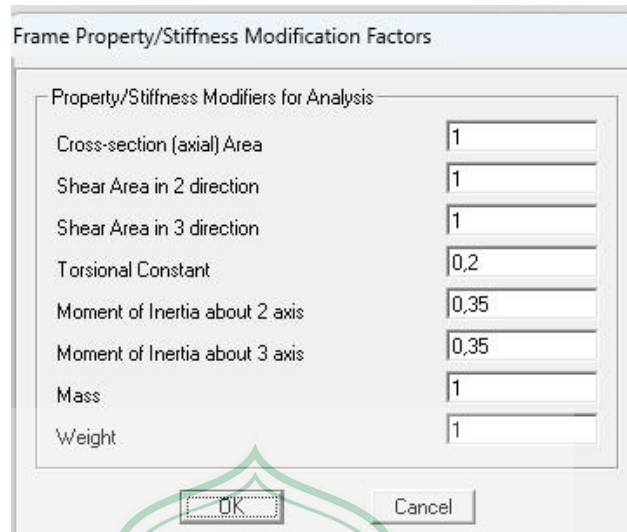 Frame Property/Stiffness Modification Factors
Property/Stiffness Modifiers for Analysis
Cross-section (axial) Area 1
Shear Area in 2 direction 1
Shear Area in 3 direction 1
Torsional Constant 0,2
Moment of Inertia about 2 axis 0,35
Moment of Inertia about 3 axis 0,35
Mass 1
Weight 1
OK Cancel